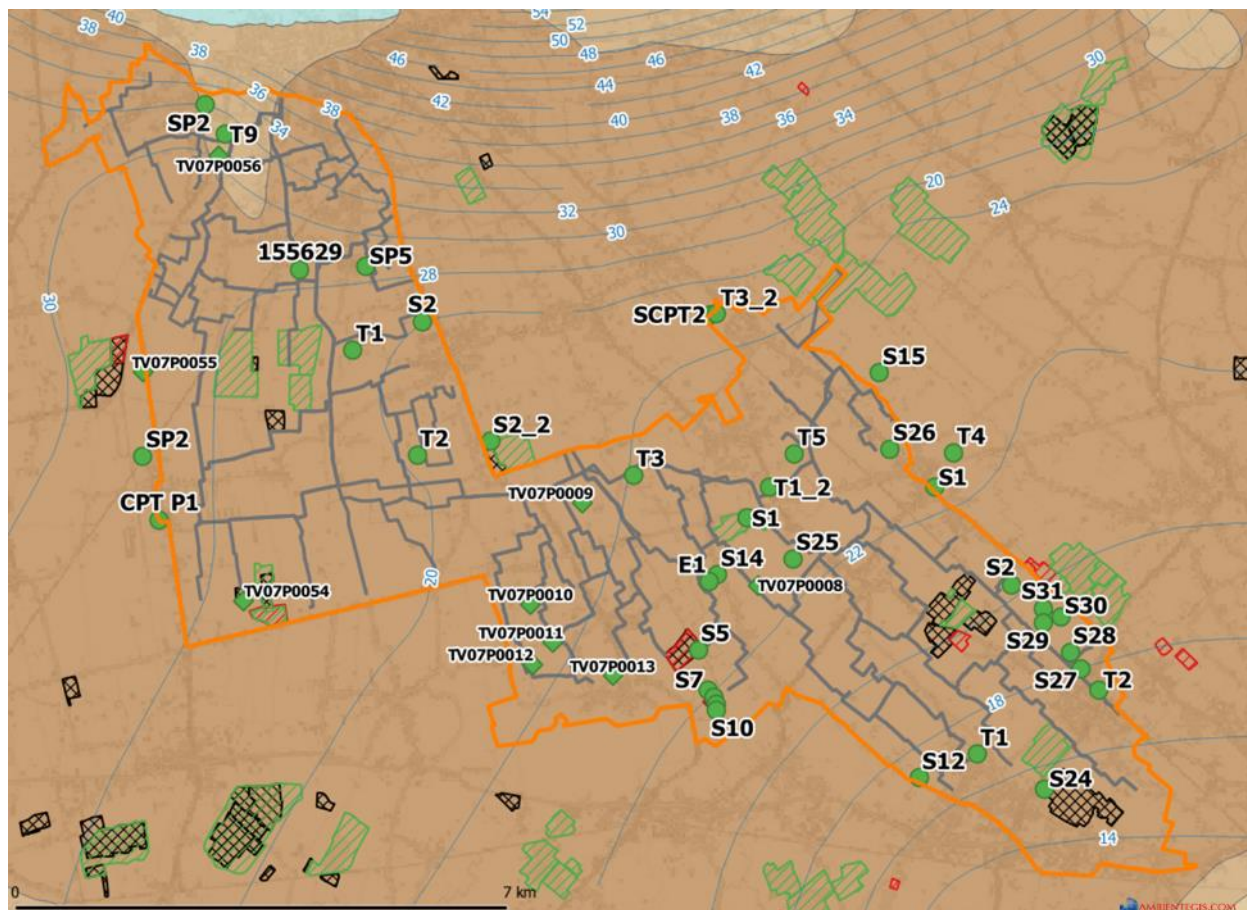 40
38
54
52
50
48
46
46
44
42
42
38
40
38
36
34
30
36
38
34
SP2
T9
TV07P0056
20
24
32
30
155629
SP5
28
30
S2
T3_2
SCPT2
T1
TV07P0055
S15
S2_2
SP2
T2
T5
S26
T4
T3
T1_2
S1
TV07P0009
CPT P1
S1
S25
22
S14
E1
20
S2
TV07P0054
TV07P0010
TV07P0008
S31
S30
TV07P0011
S29
S5
S28
TV07P0012
TV07P0013
S7
S27
T2
18
S10
T1
S12
S24
14
0
7 km
AMBIENTEGIS.COM